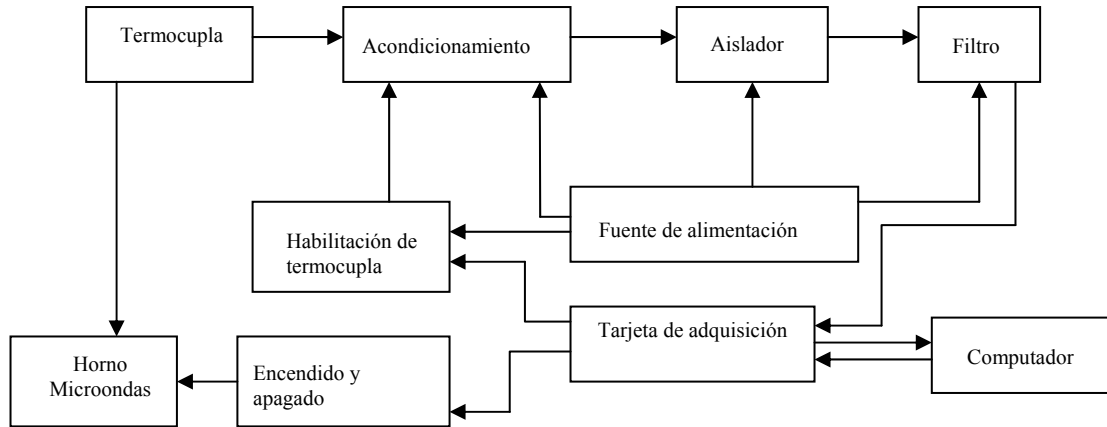 Termocupla
Acondicionamiento
Aislador
Filtro
Habilitación de
termocupla
Fuente de alimentación
Tarjeta de adquisición
Computador
Horno
Microondas
Encendido y
apagado